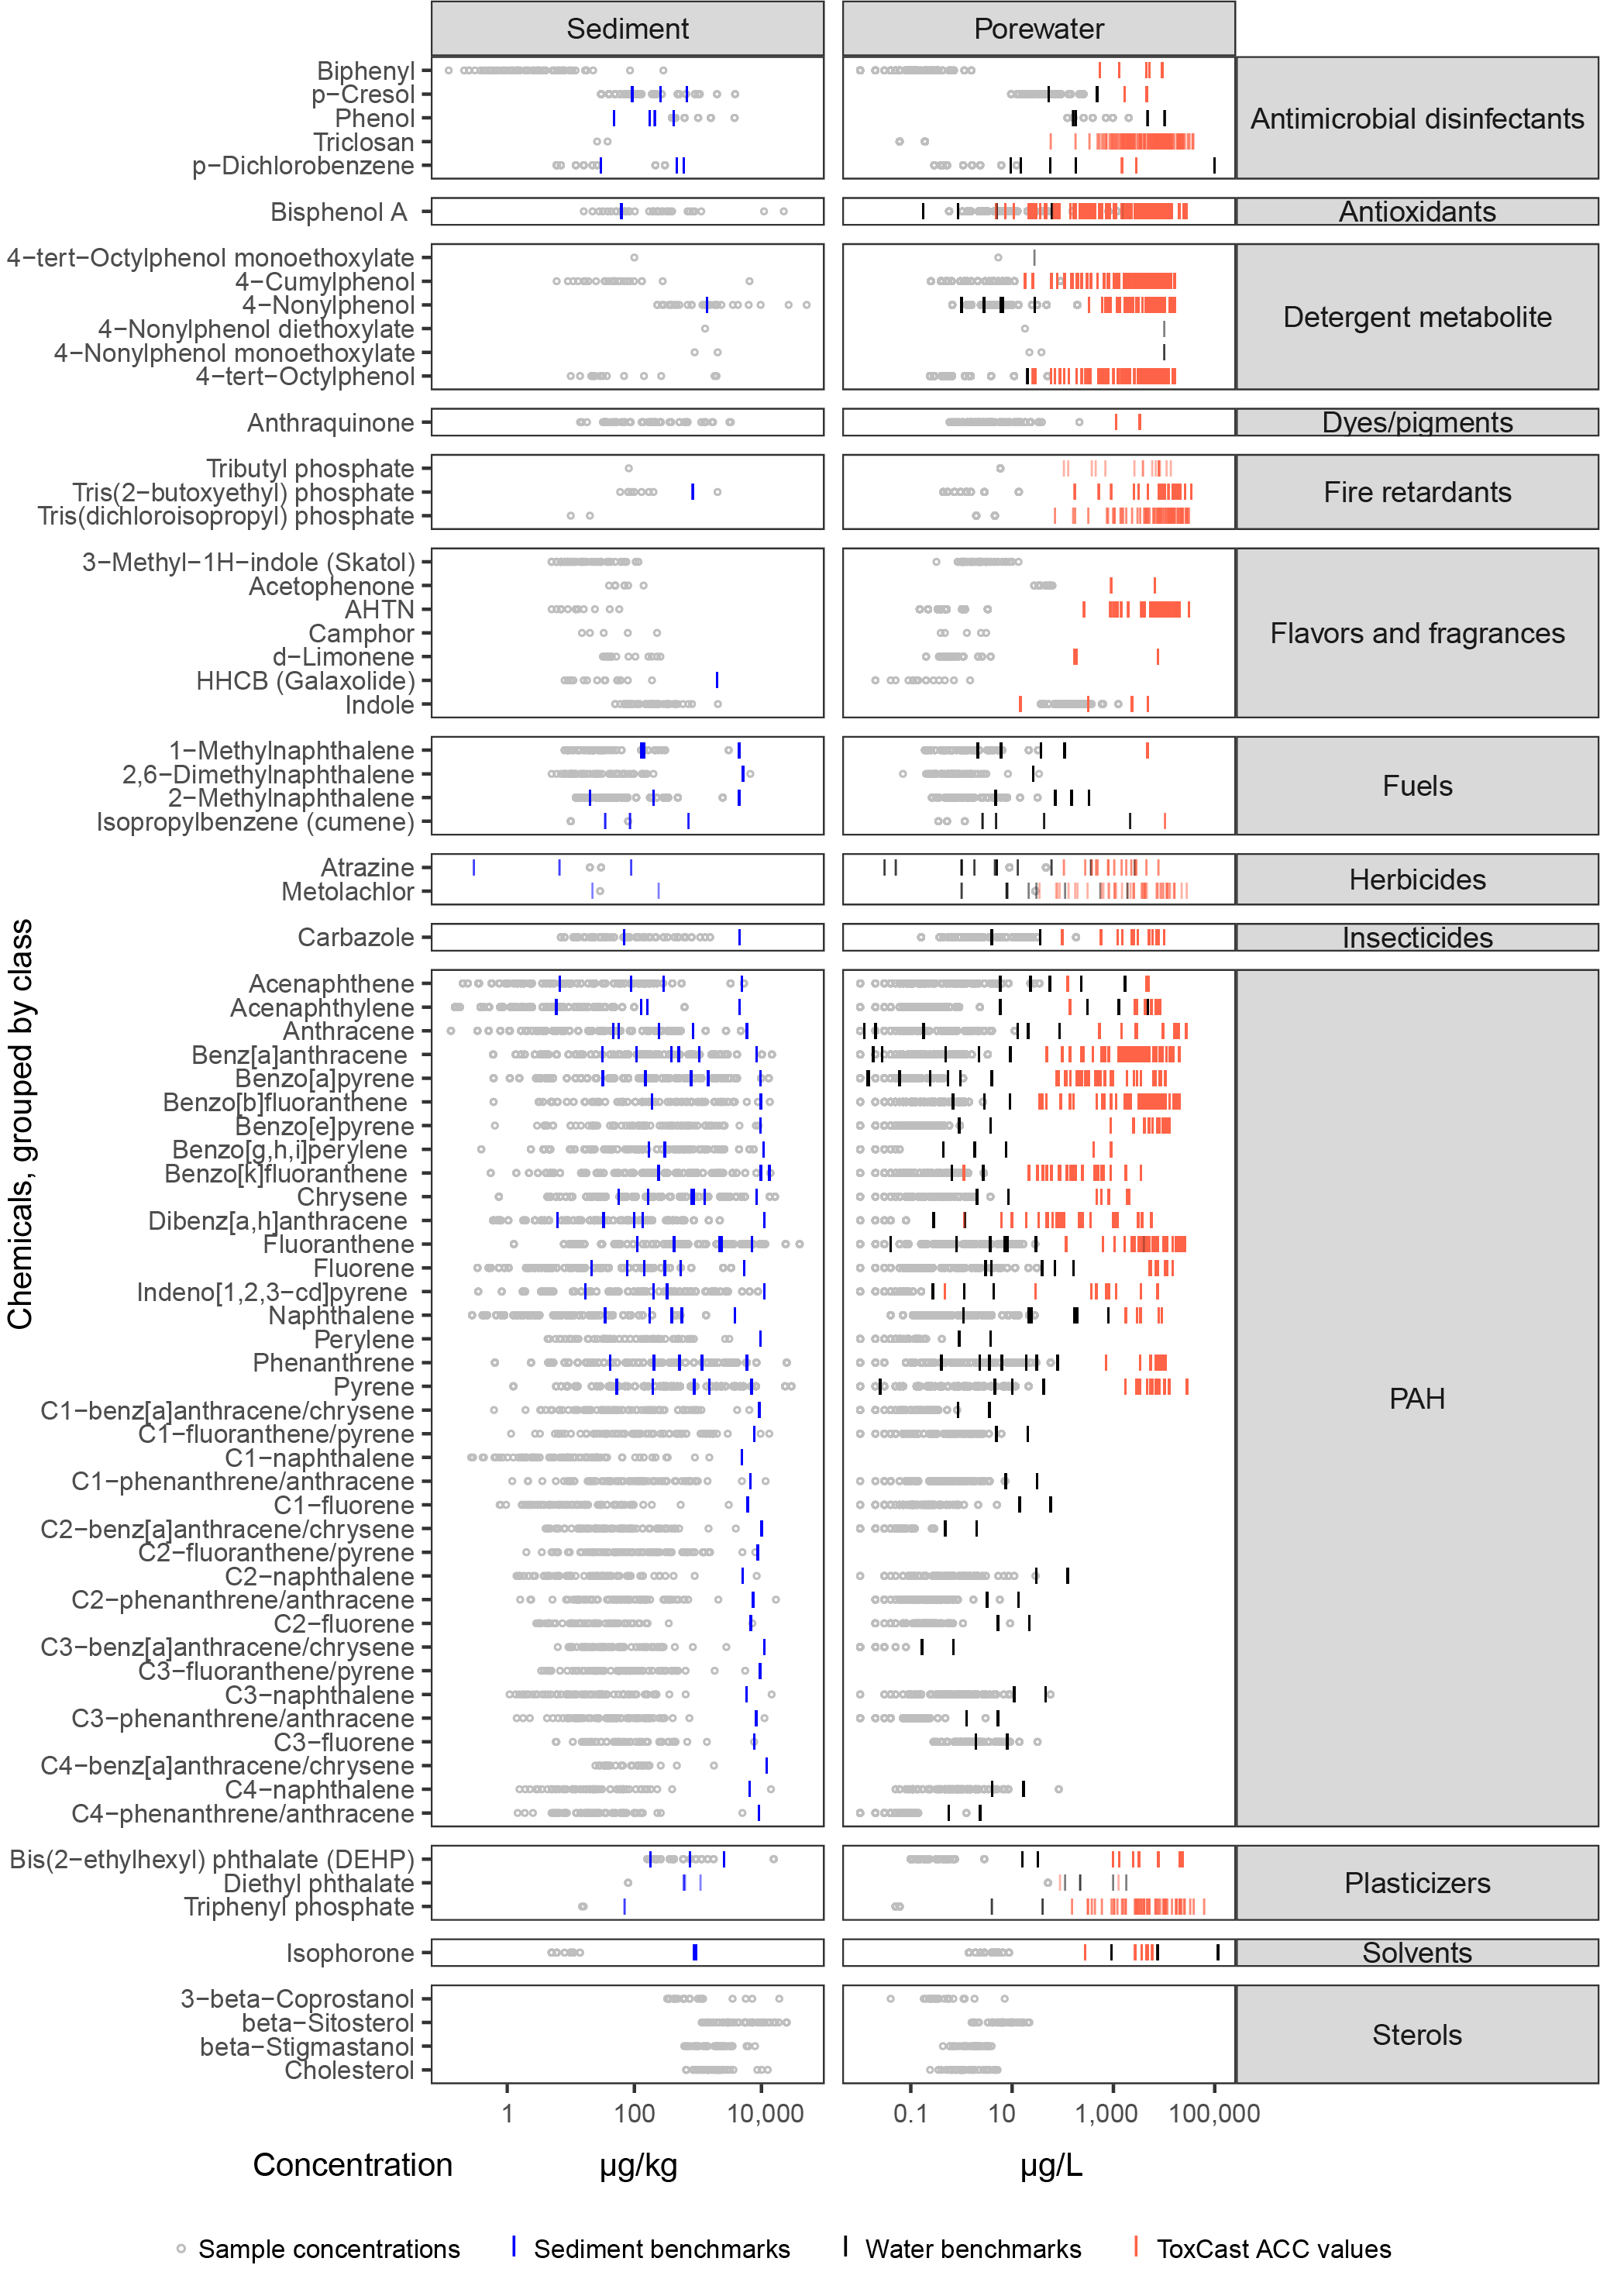 Sediment
Porewater
Biphenyl
p−Cresol
Phenol
Triclosan
p−Dichlorobenzene
Antimicrobial disinfectants
Bisphenol A
Antioxidants
4−tert−Octylphenol monoethoxylate
4−Cumylphenol
4−Nonylphenol
4−Nonylphenol diethoxylate
4−Nonylphenol monoethoxylate
4−tert−Octylphenol
Detergent metabolite
Anthraquinone
Dyes/pigments
Tributyl phosphate
Tris(2−butoxyethyl) phosphate
Tris(dichloroisopropyl) phosphate
Fire retardants
3−Methyl−1H−indole (Skatol)
Acetophenone
AHTN
Camphor
d−Limonene
HHCB (Galaxolide)
Indole
Flavors and fragrances
1−Methylnaphthalene
2,6−Dimethylnaphthalene
2−Methylnaphthalene
Isopropylbenzene (cumene)
Fuels
Atrazine
Metolachlor
Herbicides
Carbazole
Insecticides
Acenaphthene
Acenaphthylene
Anthracene
Benz[a]anthracene
Benzo[a]pyrene
Benzo[b]fluoranthene
Benzo[e]pyrene
Benzo[g,h,i]perylene
Benzo[k]fluoranthene
Chrysene
Dibenz[a,h]anthracene
Fluoranthene
Fluorene
Indeno[1,2,3−cd]pyrene
Naphthalene
Perylene
Phenanthrene
Pyrene
C1−benz[a]anthracene/chrysene
C1−fluoranthene/pyrene
C1−naphthalene
C1−phenanthrene/anthracene
C1−fluorene
C2−benz[a]anthracene/chrysene
C2−fluoranthene/pyrene
C2−naphthalene
C2−phenanthrene/anthracene
C2−fluorene
C3−benz[a]anthracene/chrysene
C3−fluoranthene/pyrene
C3−naphthalene
C3−phenanthrene/anthracene
C3−fluorene
C4−benz[a]anthracene/chrysene
C4−naphthalene
C4−phenanthrene/anthracene
PAH
Bis(2−ethylhexyl) phthalate (DEHP)
Diethyl phthalate
Triphenyl phosphate
Plasticizers
Isophorone
Solvents
3−beta−Coprostanol
beta−Sitosterol
beta−Stigmastanol
Cholesterol
Sterols
Chemicals, grouped by class
1 100 10,000
0.1 10 1,000 100,000
Concentration µg/kg µg/L
Sample concentrations
Sediment benchmarks
Water benchmarks
ToxCast ACC values